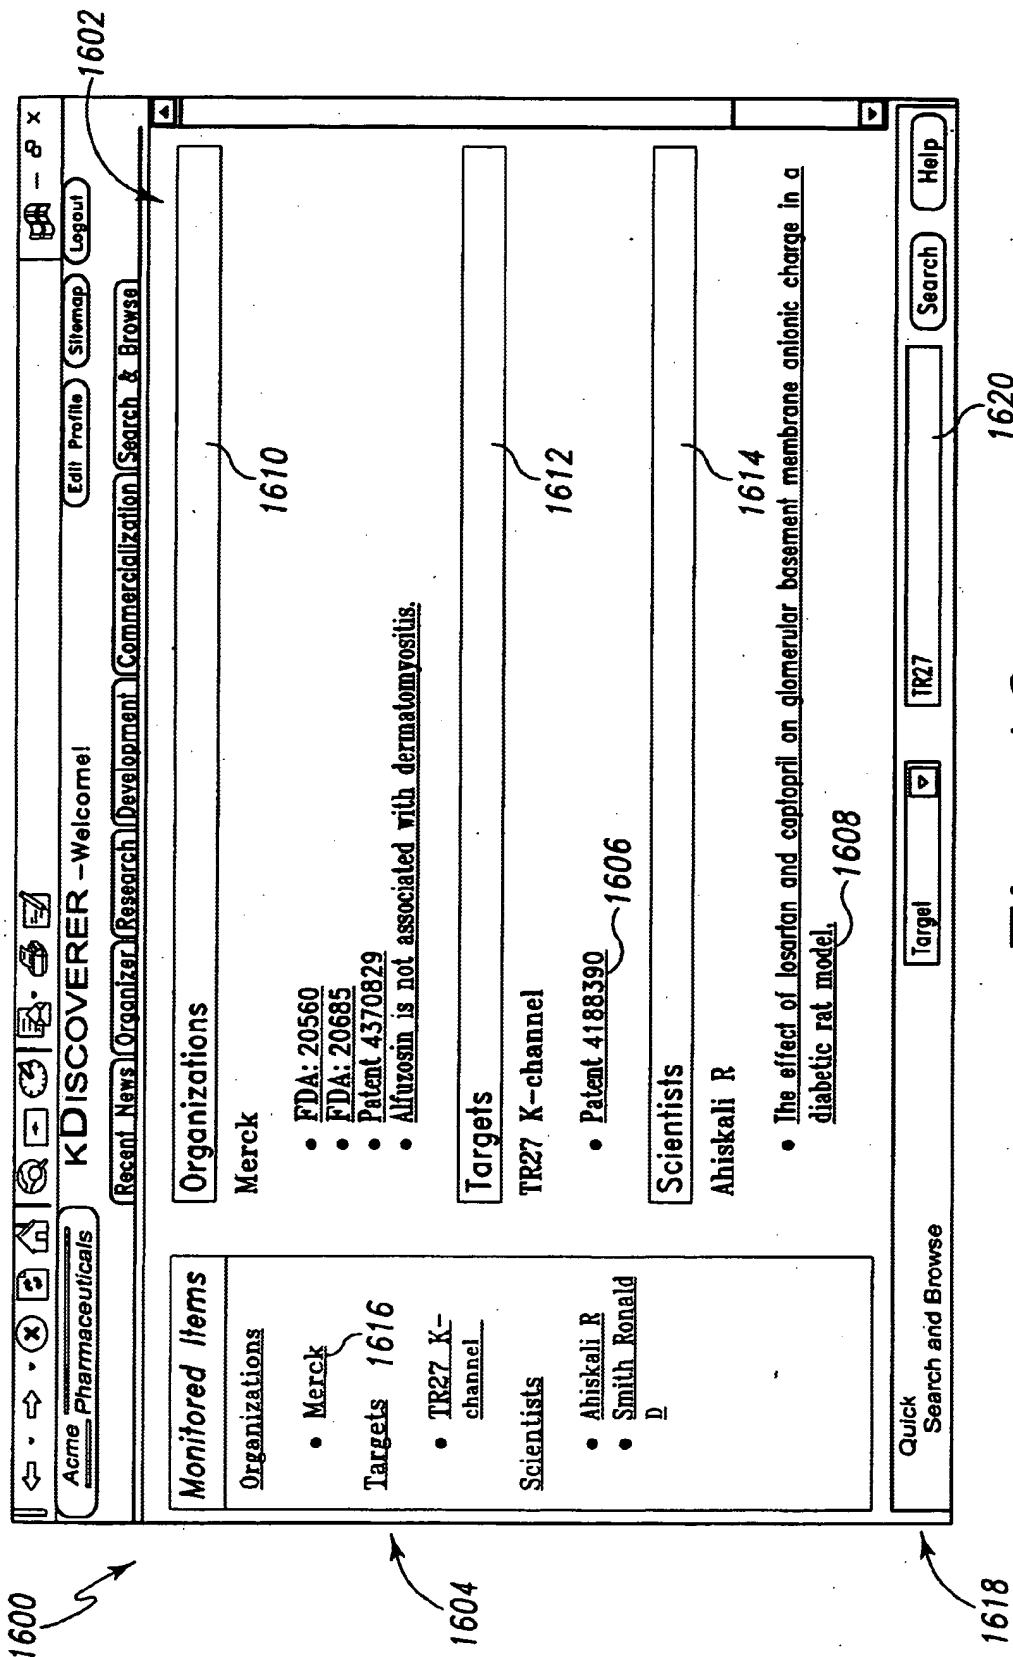 1600
1602
Acme
Pharmaceuticals
KDISCOVERER –Welcome!
Edit Profile
Sitemap
Logout
Recent News
Organizer
Research
Development
Commercialization
Search & Browse
1604
Monitored Items
Organizations
• Merck
1616
Targets
• TR27 K-
channel
Scientists
• Ahiskali R
• Smith Ronald
D
Organizations
1610
Merck
• FDA: 20560
• FDA: 20685
• Patent 4370829
• Alfuzosin is not associated with dermatomyositis.
Targets
1612
TR27 K-channel
• Patent 4188390
1606
Scientists
1614
Ahiskali R
• The effect of losartan and captopril on glomerular basement membrane anionic charge in a
diabetic rat model.
1608
1618
Quick
Search and Browse
Target
TR27
Search
Help
1620